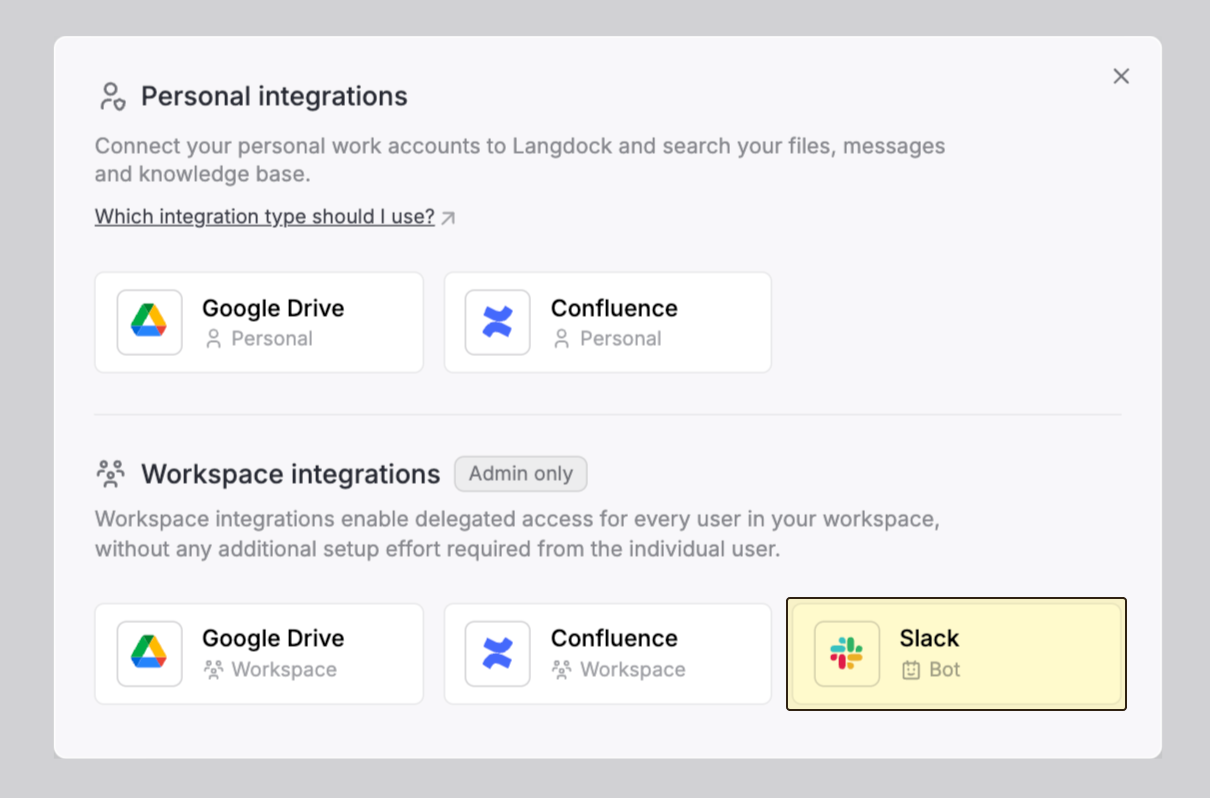 Personal integrations
Connect your personal work accounts to Langdock and search your files, messages
and knowledge base.
Which integration type should I use?
Google Drive
Personal
Confluence
Personal
Workspace integrations Admin only
Workspace integrations enable delegated access for every user in your workspace,
without any additional setup effort required from the individual user.
Google Drive
Workspace
Confluence
Workspace
Slack
Bot